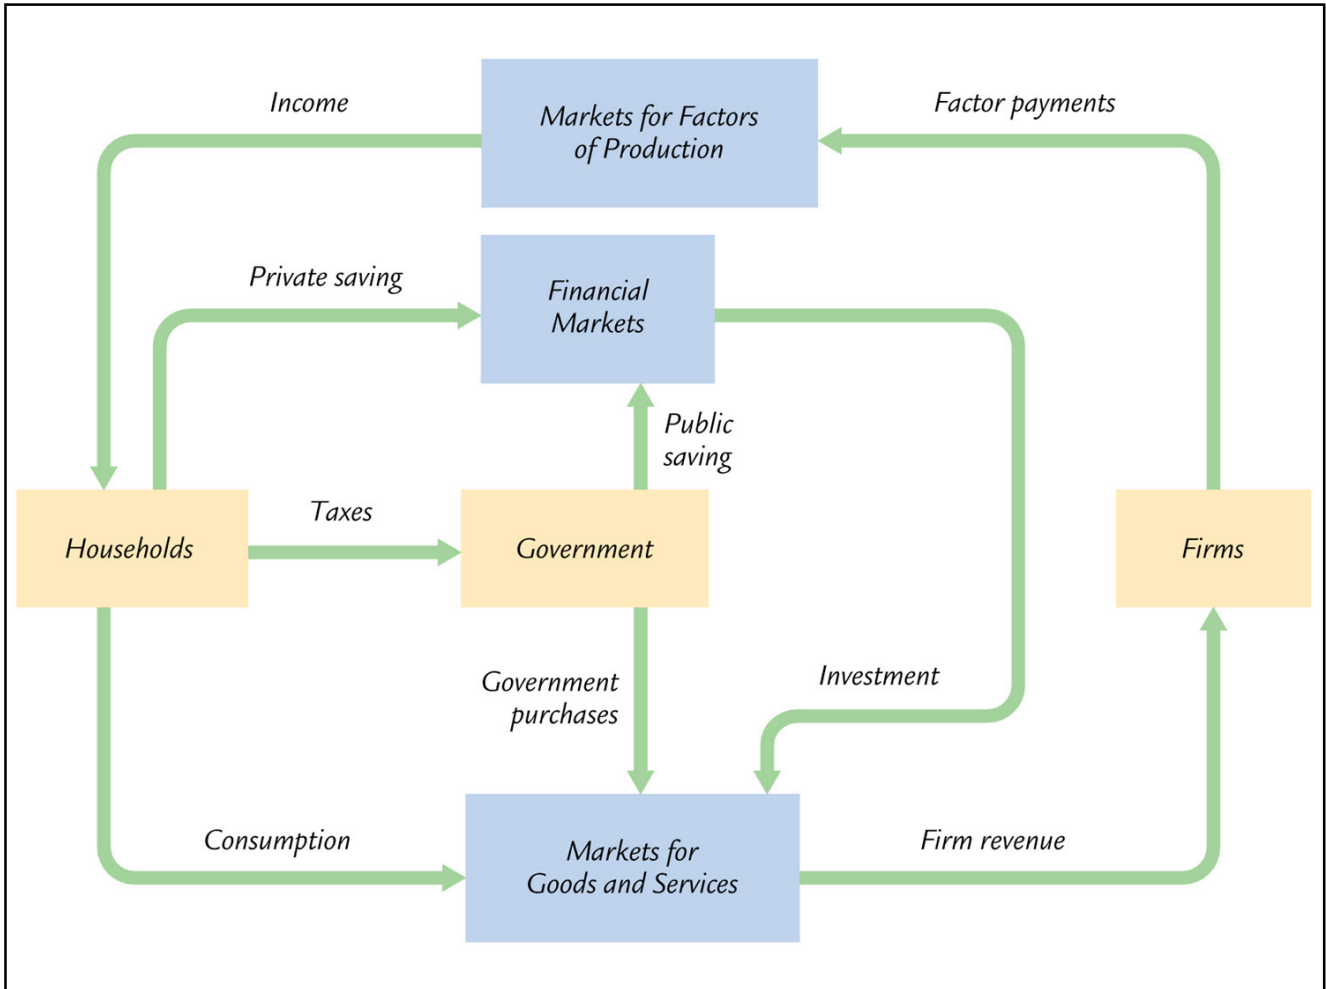 Income
Markets for Factors
of Production
Factor payments
Private saving
Financial
Markets
Public
saving
Taxes
Households
Government
Firms
Government
purchases
Investment
Consumption
Markets for
Goods and Services
Firm revenue